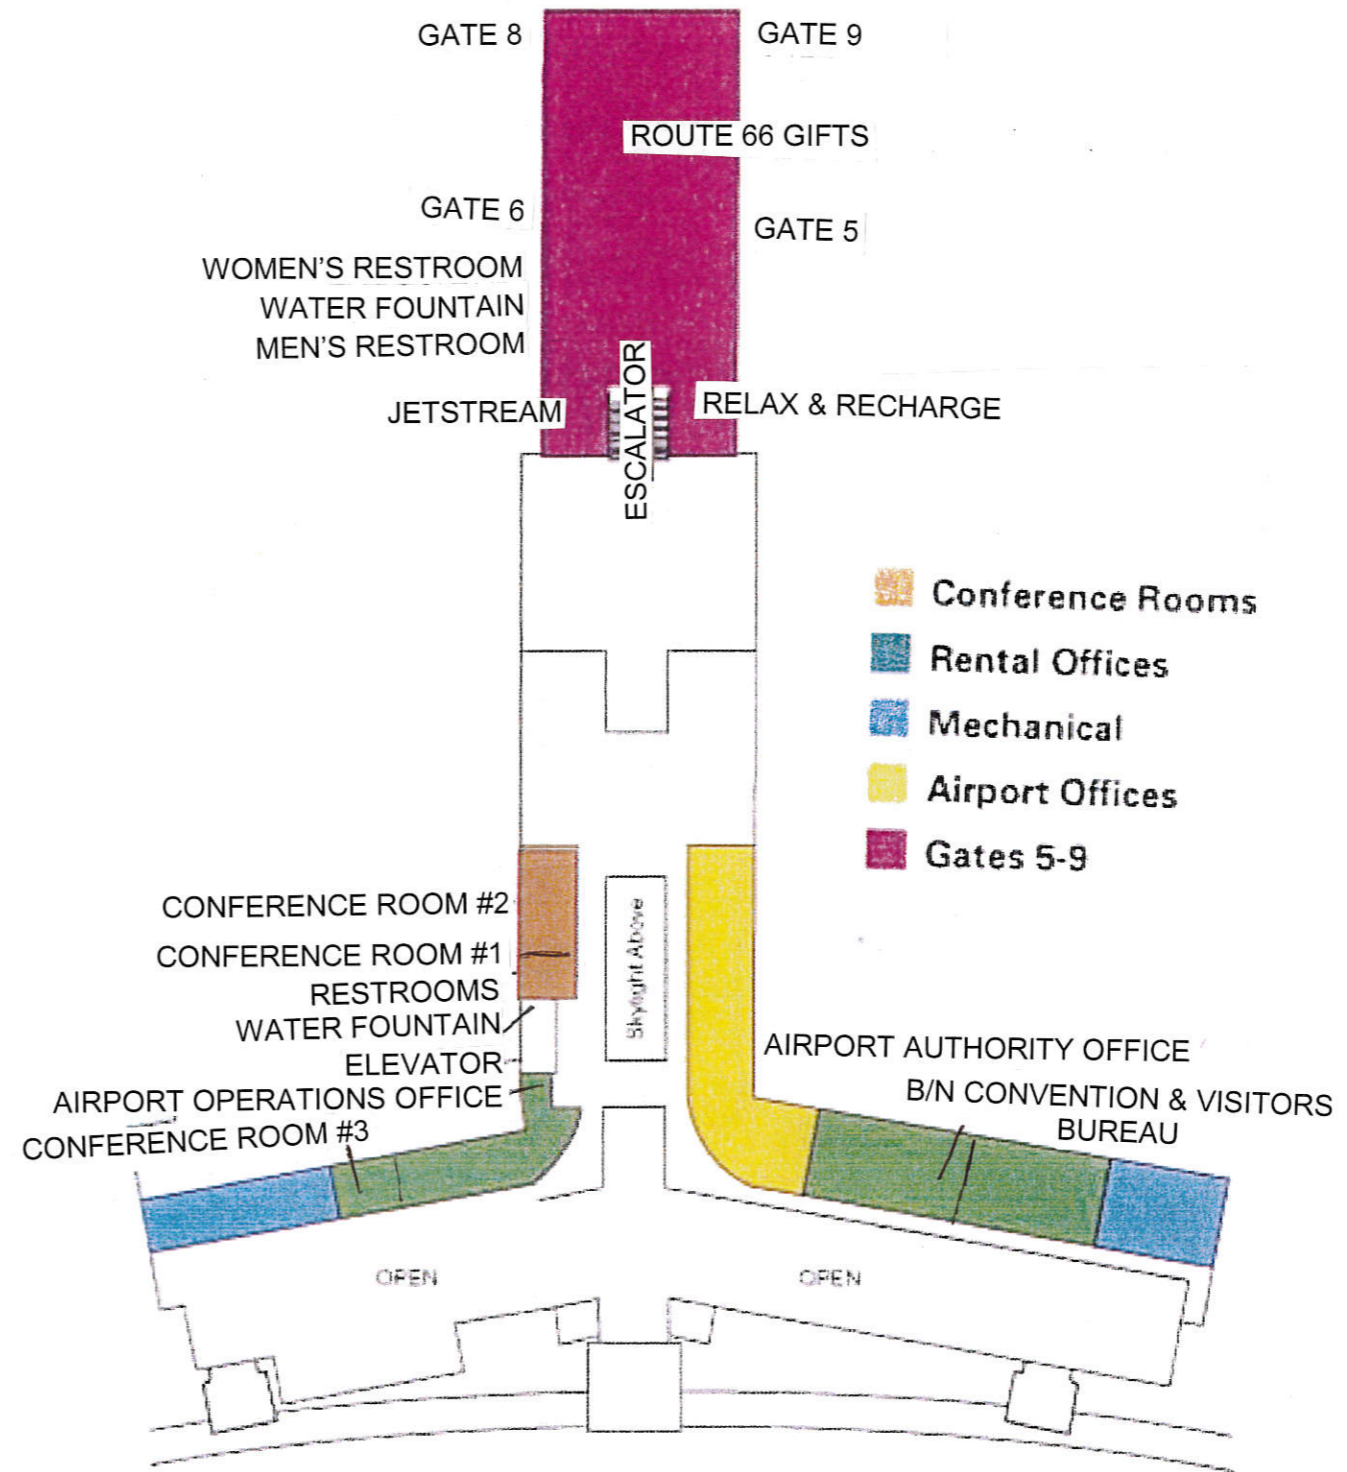 GATE 8
GATE 9
ROUTE 66 GIFTS
GATE 6
GATE 5
WOMEN'S RESTROOM
WATER FOUNTAIN
MEN'S RESTROOM
JETSTREAM
ESCALATOR
RELAX & RECHARGE
Conference Rooms
Rental Offices
Mechanical
Airport Offices
Gates 5-9
CONFERENCE ROOM #2
CONFERENCE ROOM #1
RESTROOMS
WATER FOUNTAIN
ELEVATOR
AIRPORT OPERATIONS OFFICE
CONFERENCE ROOM #3
Skylight Above
AIRPORT AUTHORITY OFFICE
B/N CONVENTION & VISITORS
BUREAU
OPEN
OPEN